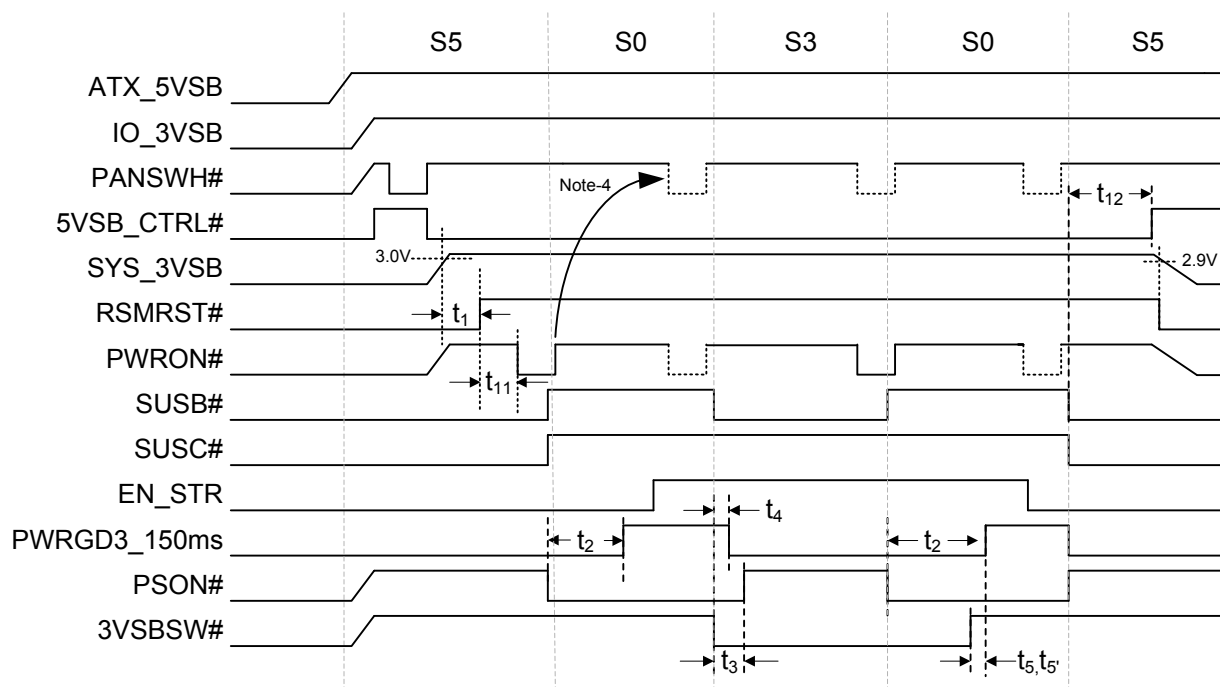 S5 S0 S3 S0 S5
ATX_5VSB
IO_3VSB
PANSWH#
Note-4
t12
5VSB_CTRL#
3.0V
2.9V
SYS_3VSB
RSMRST#
t1
PWRON#
t11
SUSB#
SUSC#
EN_STR
t4
PWRGD3_150ms
t2 t2
PSON#
3VSBSW#
t3 t5,t5'